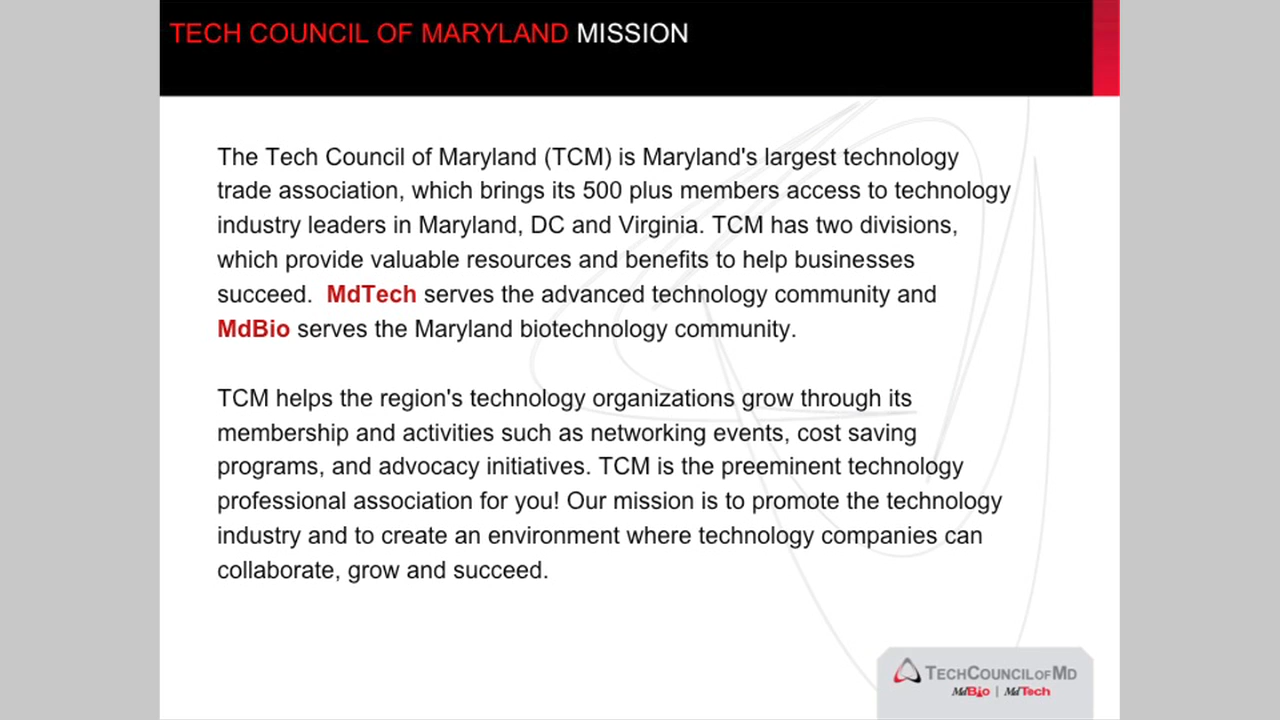 TECH COUNCIL OF MARYLAND MISSION
The Tech Council of Maryland (TCM) is Maryland's largest technology
trade association, which brings its 500 plus members access to technology
industry leaders in Maryland, DC and Virginia. TCM has two divisions,
which provide valuable resources and benefits to help businesses
succeed. MdTech serves the advanced technology community and
MdBio serves the Maryland biotechnology community.
TCM helps the region's technology organizations grow through its
membership and activities such as networking events, cost saving
programs, and advocacy initiatives. TCM is the preeminent technology
professional association for you! Our mission is to promote the technology
industry and to create an environment where technology companies can
collaborate, grow and succeed.
TECHCOUNCILOFMD
MdBio | MdTech